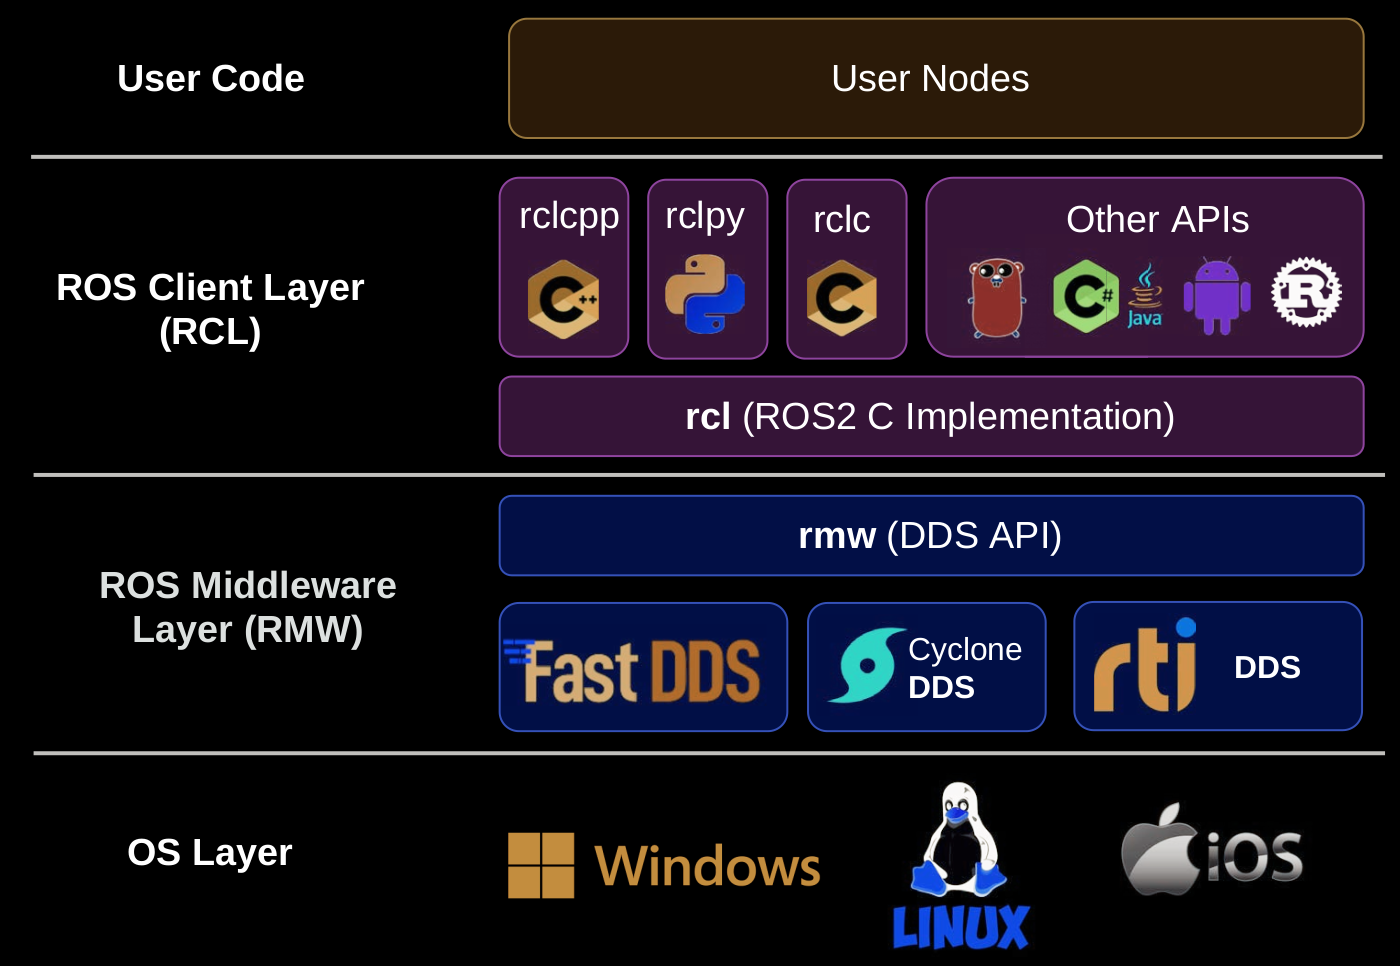 User Code
User Nodes
ROS Client Layer
(RCL)
rclcpp
rclpy
rclc
Other APIs
C++
C
C#
Java
R
rcl (ROS2 C Implementation)
ROS Middleware
Layer (RMW)
rmw (DDS API)
Fast DDS
Cyclone
DDS
rti
DDS
OS Layer
Windows
LINUX
iOS